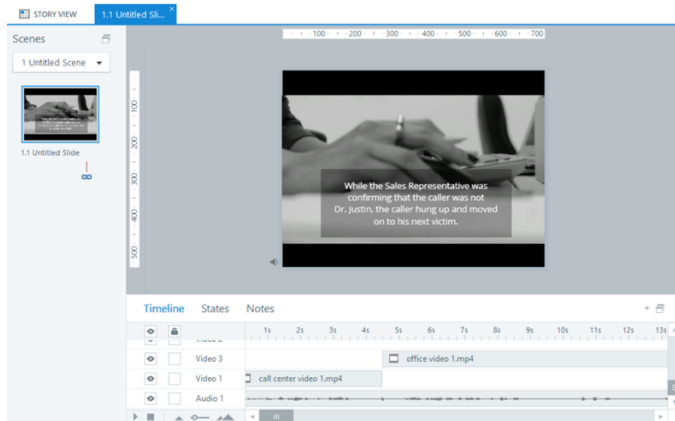 STORY VIEW
1.1 Untitled Sli...
Scenes
1 Untitled Scene
1.1 Untitled Slide
100 200 300 400 500 600 700
100
200
300
400
500
While the Sales Representative was
confirming that the caller was not
Dr. Justin, the caller hung up and moved
on to his next victim.
Timeline States Notes
1s 2s 3s 4s 5s 6s 7s 8s 9s 10s 11s 12s 13s
Video 3
office video 1.mp4
Video 1
call center video 1.mp4
Audio 1